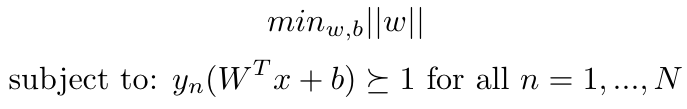 min_{w,b}||w||
subject to: y_n(W^T x + b) ⪰ 1 for all n = 1, ..., N